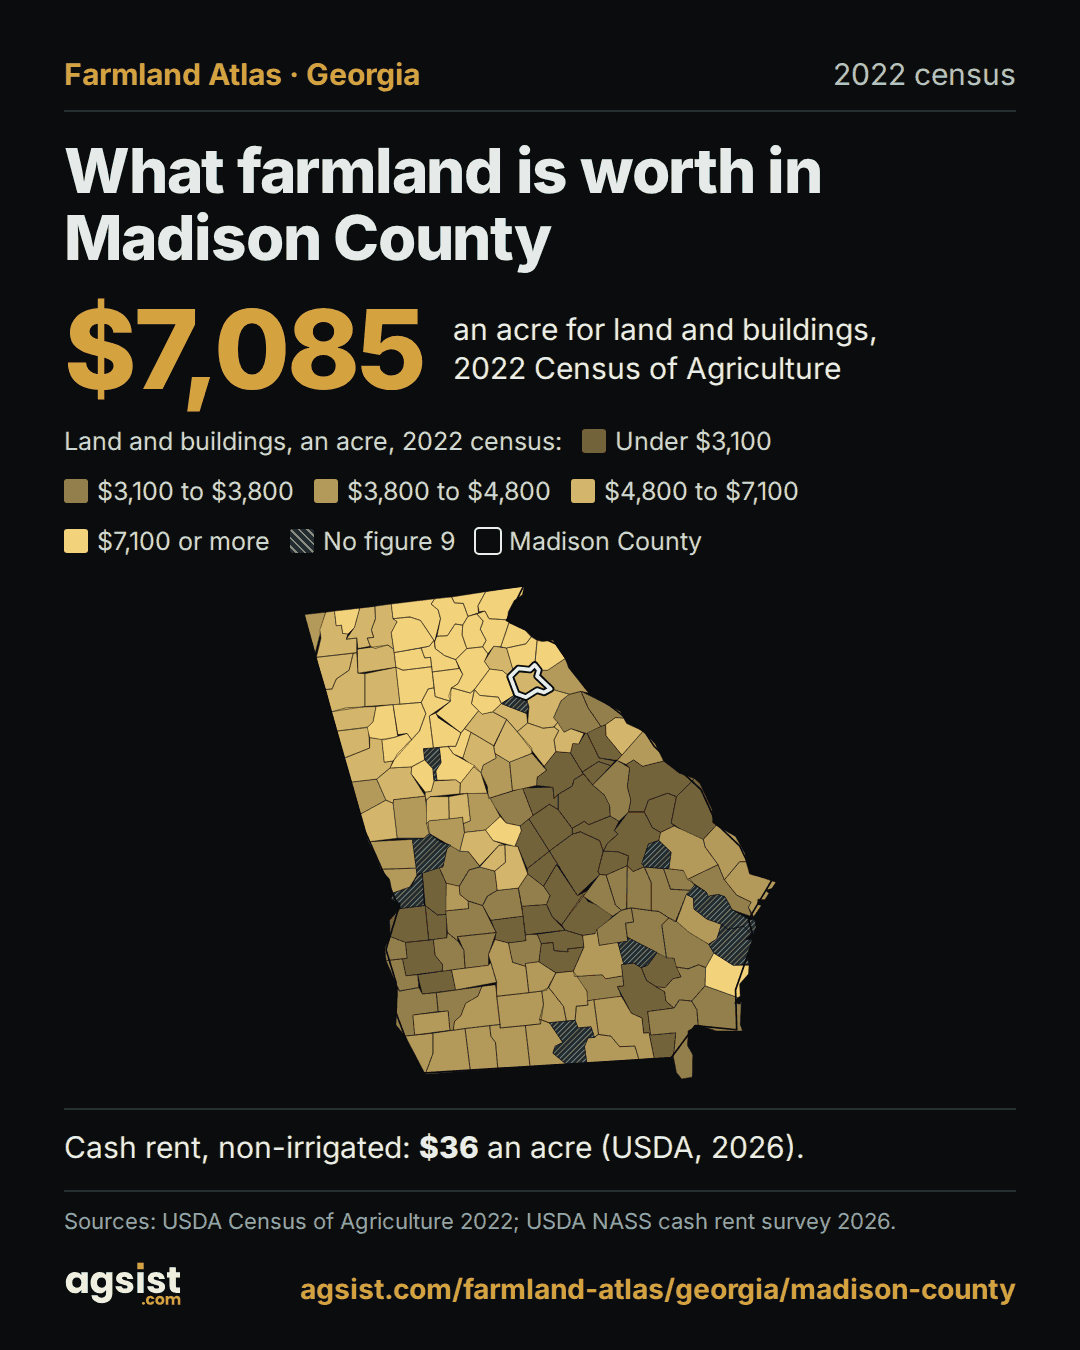 Farmland Atlas · Georgia
2022 census
What farmland is worth in
Madison County
$7,085
an acre for land and buildings,
2022 Census of Agriculture
Land and buildings, an acre, 2022 census: Under $3,100
$3,100 to $3,800 $3,800 to $4,800 $4,800 to $7,100
$7,100 or more No figure 9 Madison County
Cash rent, non-irrigated: $36 an acre (USDA, 2026).
Sources: USDA Census of Agriculture 2022; USDA NASS cash rent survey 2026.
agsist
.com
agsist.com/farmland-atlas/georgia/madison-county